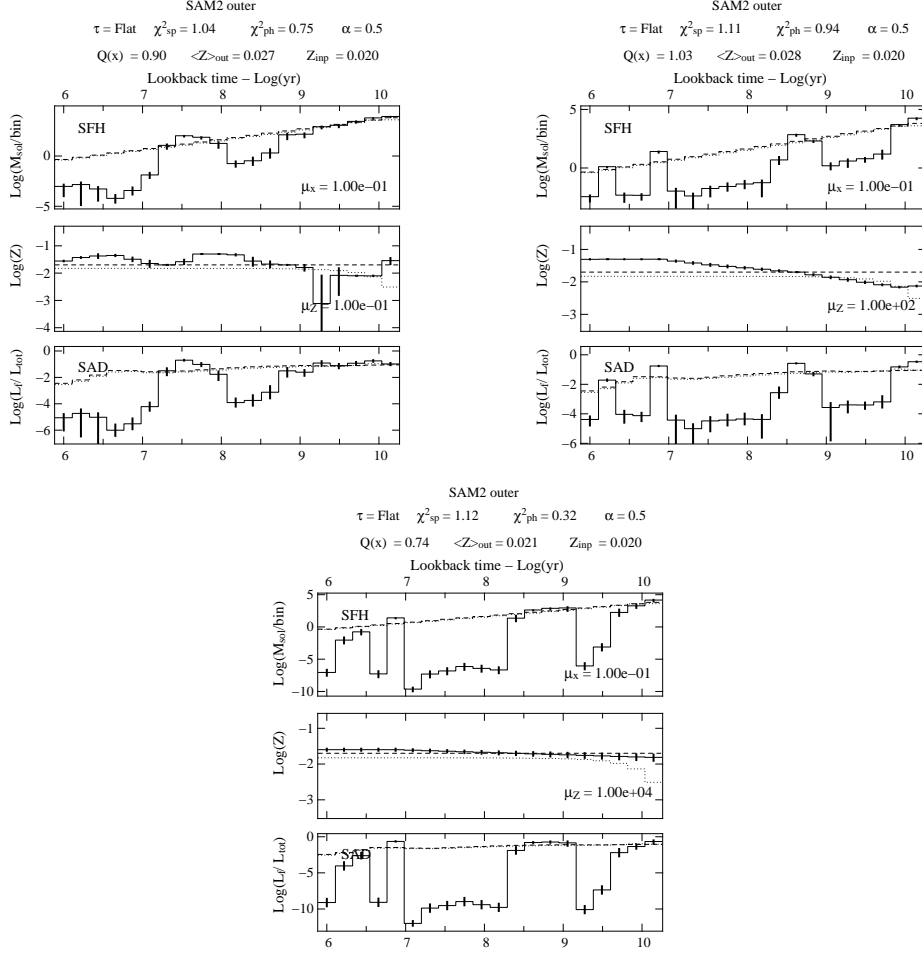 SAM2 outer
τ = Flat χ²sp = 1.04 χ²ph = 0.75 α = 0.5
Q(x) = 0.90 <Z>out = 0.027 Zinp = 0.020
Lookback time − Log(yr)
6 7 8 9 10
Log(Msol/bin)
0
−5
SFH
μx = 1.00e−01
Log(Z)
−1
−2
−3
−4
μZ = 1.00e−01
Log(Lf/ Ltot)
0
−2
−4
−6
SAD
6 7 8 9 10
SAM2 outer
τ = Flat χ²sp = 1.11 χ²ph = 0.94 α = 0.5
Q(x) = 1.03 <Z>out = 0.028 Zinp = 0.020
Lookback time − Log(yr)
6 7 8 9 10
Log(Msol/bin)
5
0
SFH
μx = 1.00e−01
Log(Z)
−1
−2
−3
μZ = 1.00e+02
Log(Lf/ Ltot)
0
−2
−4
−6
SAD
6 7 8 9 10
SAM2 outer
τ = Flat χ²sp = 1.12 χ²ph = 0.32 α = 0.5
Q(x) = 0.74 <Z>out = 0.021 Zinp = 0.020
Lookback time − Log(yr)
6 7 8 9 10
Log(Msol/bin)
5
0
−5
−10
SFH
μx = 1.00e−01
Log(Z)
−1
−2
−3
μZ = 1.00e+04
Log(Lf/ Ltot)
0
−5
−10
SAD
6 7 8 9 10